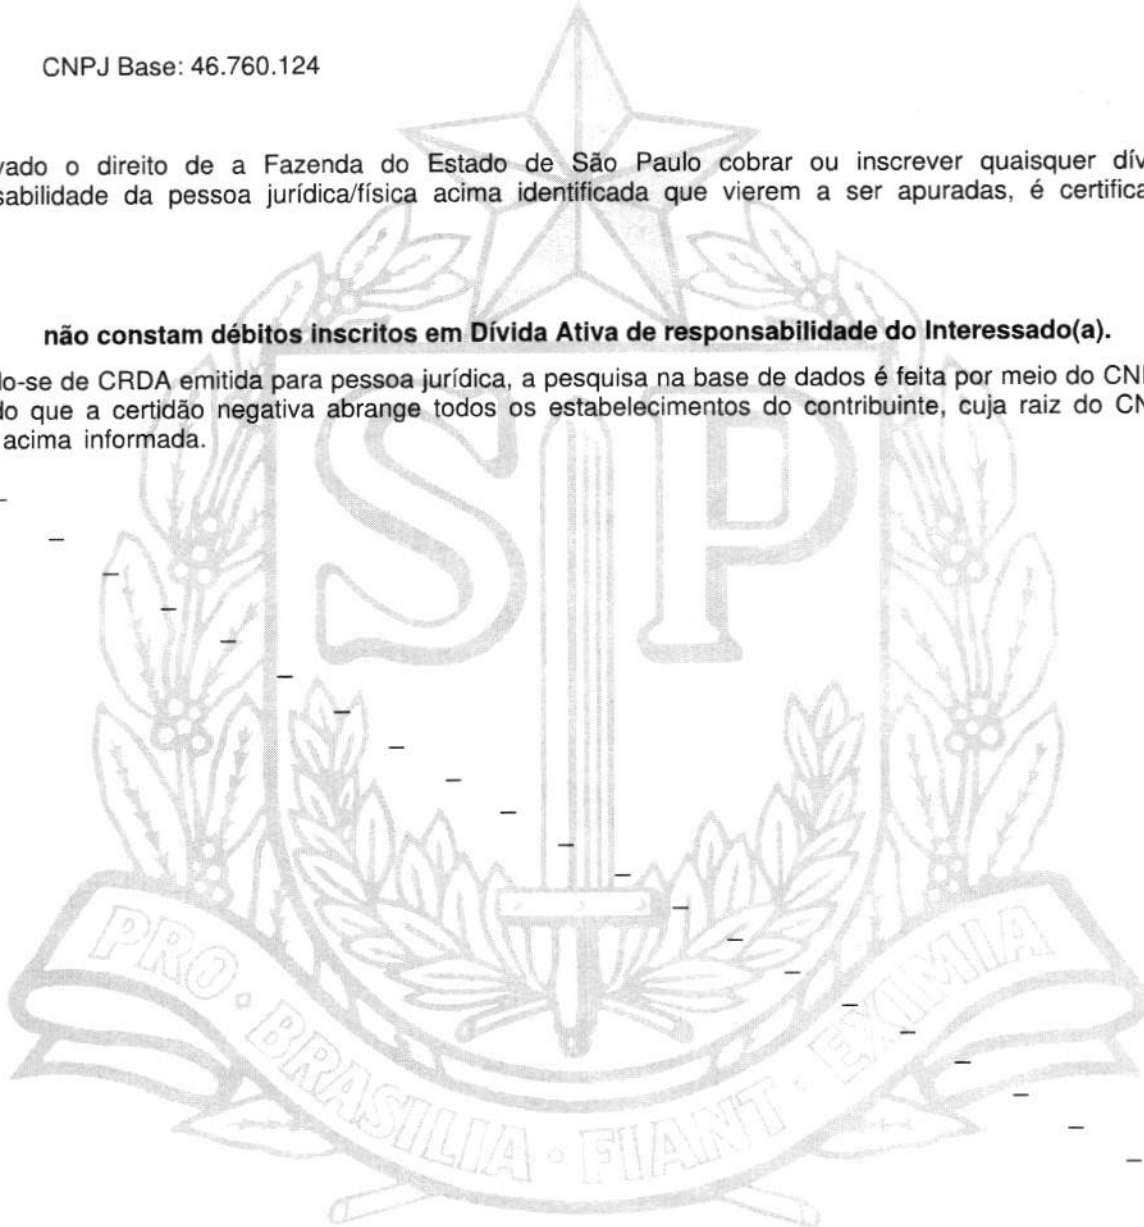 CNPJ Base: 46.760.124
vado o direito de a Fazenda do Estado de São Paulo cobrar ou inscrever quaisquer dív
sabilidade da pessoa jurídica/física acima identificada que vierem a ser apuradas, é certifica
não constam débitos inscritos em Dívida Ativa de responsabilidade do Interessado(a).
do-se de CRDA emitida para pessoa jurídica, a pesquisa na base de dados é feita por meio do CN
do que a certidão negativa abrange todos os estabelecimentos do contribuinte, cuja raiz do CN
acima informada.
SP
PRO · BRASILIA · FIANT · EXIMIA